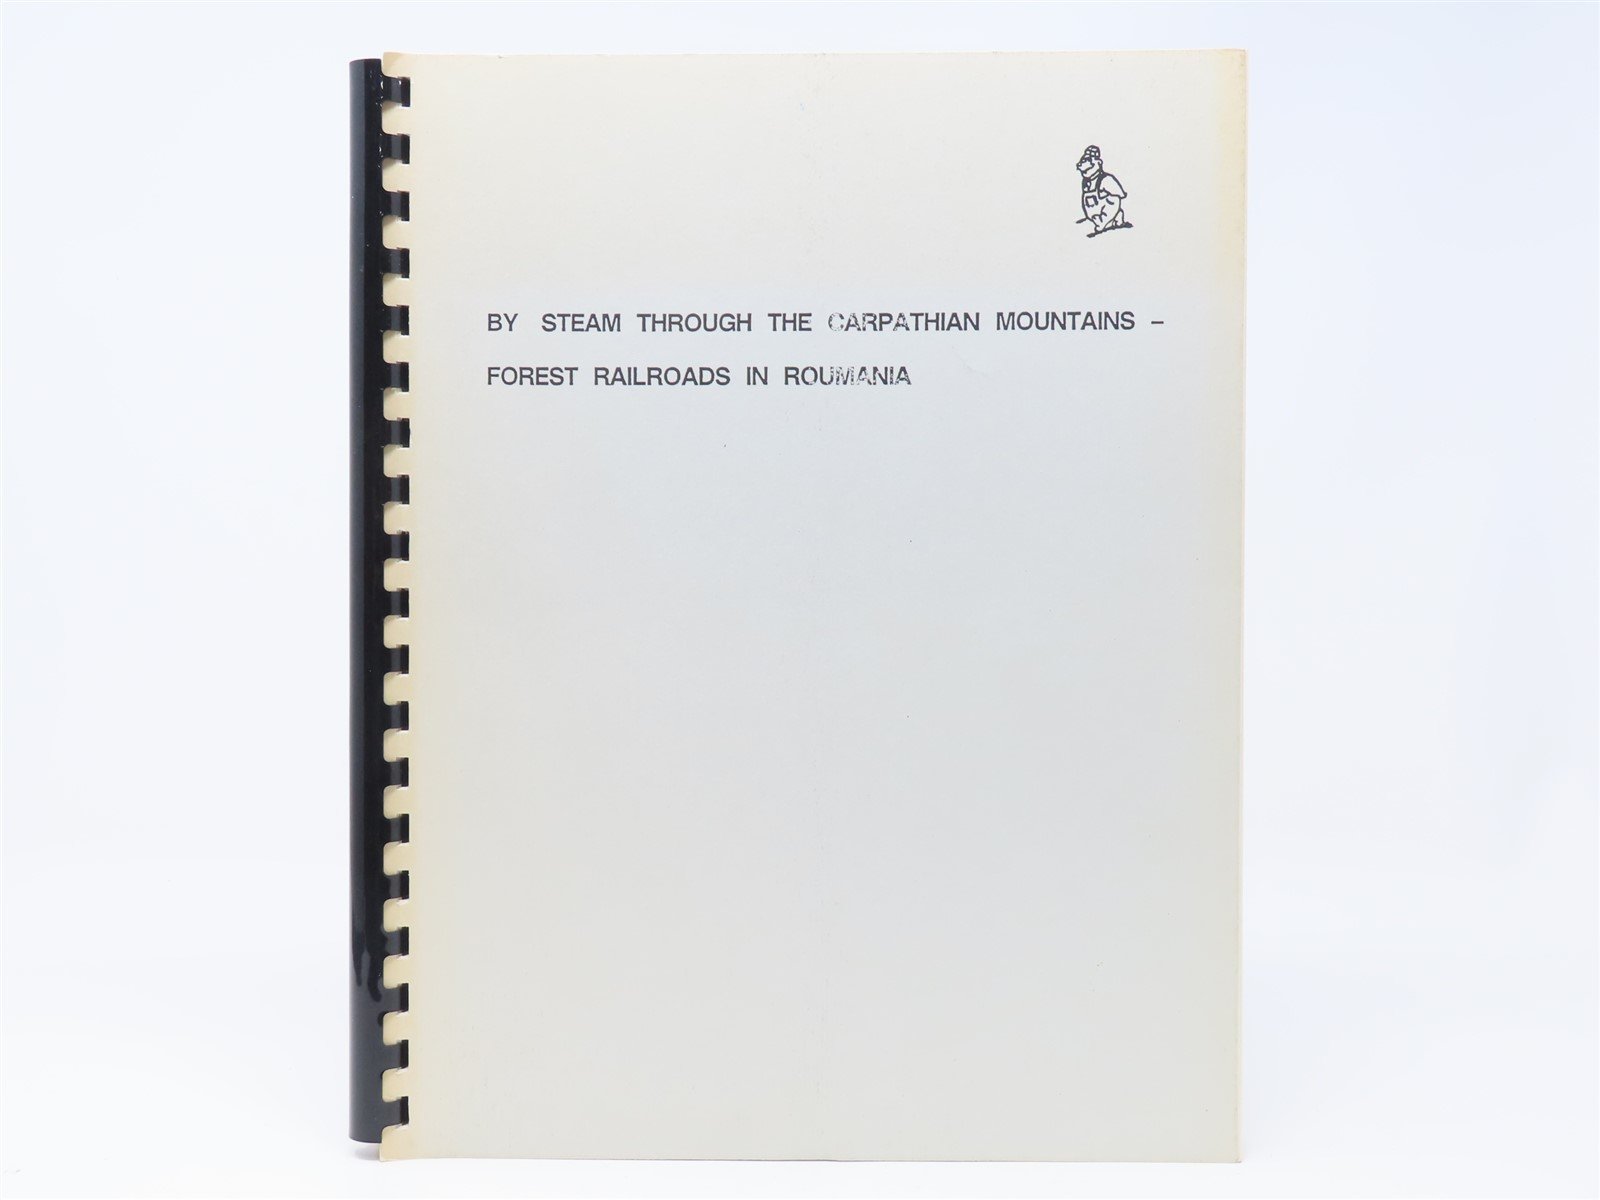 BY STEAM THROUGH THE CARPATHIAN MOUNTAINS –
FOREST RAILROADS IN ROUMANIA